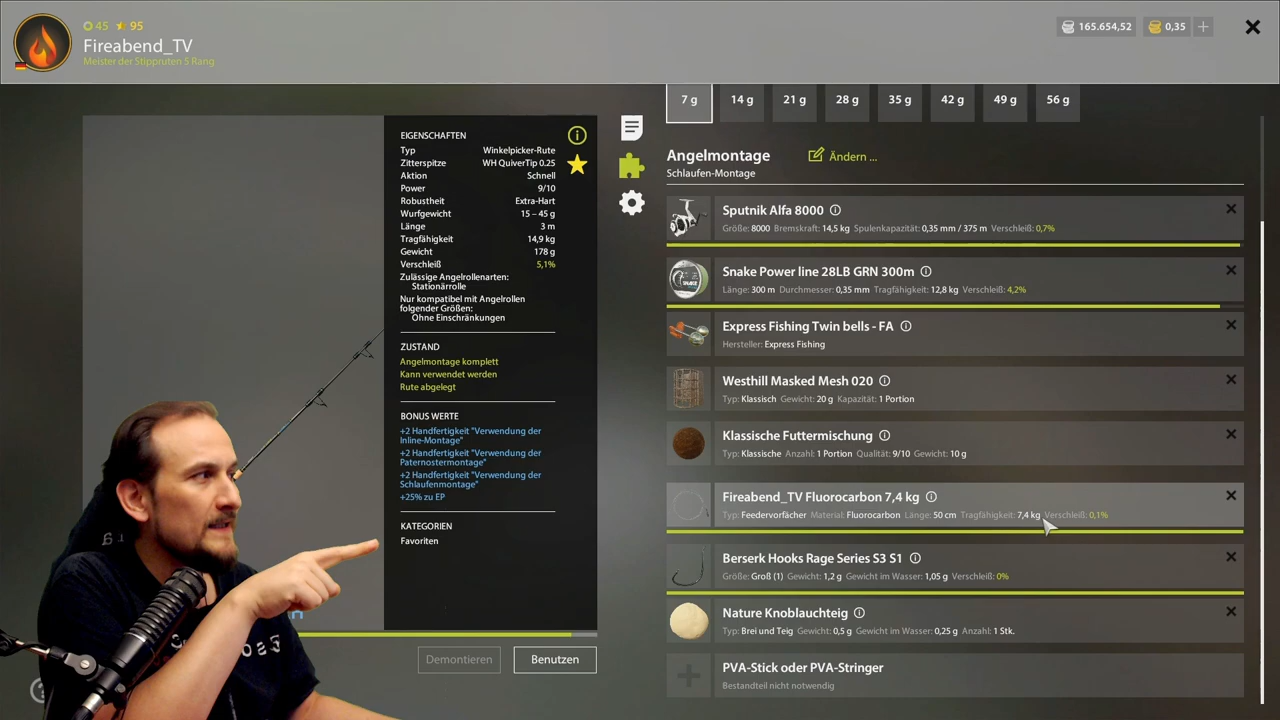 45 95
Fireabend_TV
Meister der Stippruten 5 Rang
165.654,52 0,35
7 g 14 g 21 g 28 g 35 g 42 g 49 g 56 g
EIGENSCHAFTEN
Typ Winkelpicker-Rute
Zitterspitze WH QuiverTip 0.25
Aktion Schnell
Power 9/10
Robustheit Extra-Hart
Wurfgewicht 15 – 45 g
Länge 3 m
Tragfähigkeit 14,9 kg
Gewicht 178 g
Verschleiß 5,1%
Zulässige Angelrollenarten:
Stationärrolle
Nur kompatibel mit Angelrollen
folgender Größen:
Ohne Einschränkungen
ZUSTAND
Angelmontage komplett
Kann verwendet werden
Rute abgelegt
BONUS WERTE
+2 Handfertigkeit "Verwendung der
Inline-Montage"
+2 Handfertigkeit "Verwendung der
Paternostermontage"
+2 Handfertigkeit "Verwendung der
Schlaufenmontage"
+25% zu EP
KATEGORIEN
Favoriten
Demontieren Benutzen
Angelmontage Ändern ...
Schlaufen-Montage
Sputnik Alfa 8000
Größe: 8000 Bremskraft: 14,5 kg Spulenkapazität: 0,35 mm / 375 m Verschleiß: 0,7%
Snake Power line 28LB GRN 300m
Länge: 300 m Durchmesser: 0,35 mm Tragfähigkeit: 12,8 kg Verschleiß: 4,2%
Express Fishing Twin bells - FA
Hersteller: Express Fishing
Westhill Masked Mesh 020
Typ: Klassisch Gewicht: 20 g Kapazität: 1 Portion
Klassische Futtermischung
Typ: Klassische Anzahl: 1 Portion Qualität: 9/10 Gewicht: 10 g
Fireabend_TV Fluorocarbon 7,4 kg
Typ: Feedervorfächer Material: Fluorocarbon Länge: 50 cm Tragfähigkeit: 7,4 kg Verschleiß: 0,1%
Berserk Hooks Rage Series S3 S1
Größe: Groß (1) Gewicht: 1,2 g Gewicht im Wasser: 1,05 g Verschleiß: 0%
Nature Knoblauchteig
Typ: Brei und Teig Gewicht: 0,5 g Gewicht im Wasser: 0,25 g Anzahl: 1 Stk.
PVA-Stick oder PVA-Stringer
Bestandteil nicht notwendig